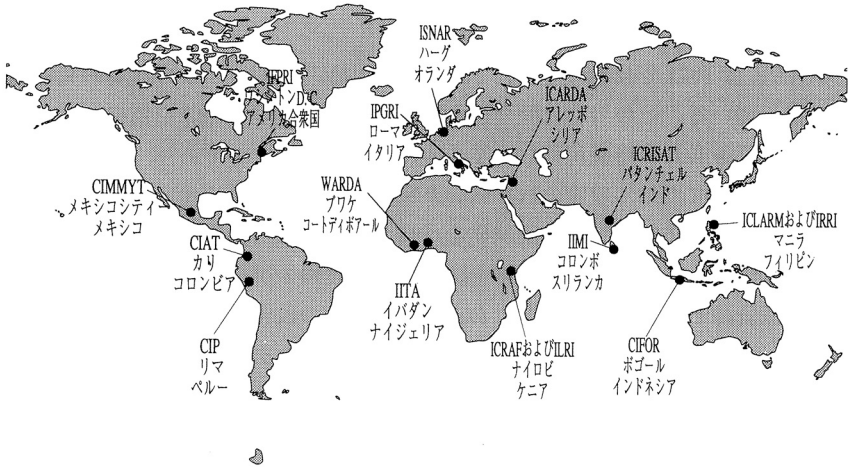 ISNAR
ハーグ
オランダ
IFPRI
ワシントンD.C
アメリカ合衆国
IPGRI
ローマ
イタリア
ICARDA
アレッポ
シリア
ICRISAT
パタンチェル
インド
CIMMYT
メキシコシティ
メキシコ
WARDA
ブワケ
コートディボアール
ICLARMおよびIRRI
マニラ
フィリピン
CIAT
カリ
コロンビア
IIMI
コロンボ
スリランカ
IITA
イバダン
ナイジェリア
CIP
リマ
ペルー
ICRAFおよびILRI
ナイロビ
ケニア
CIFOR
ボゴール
インドネシア